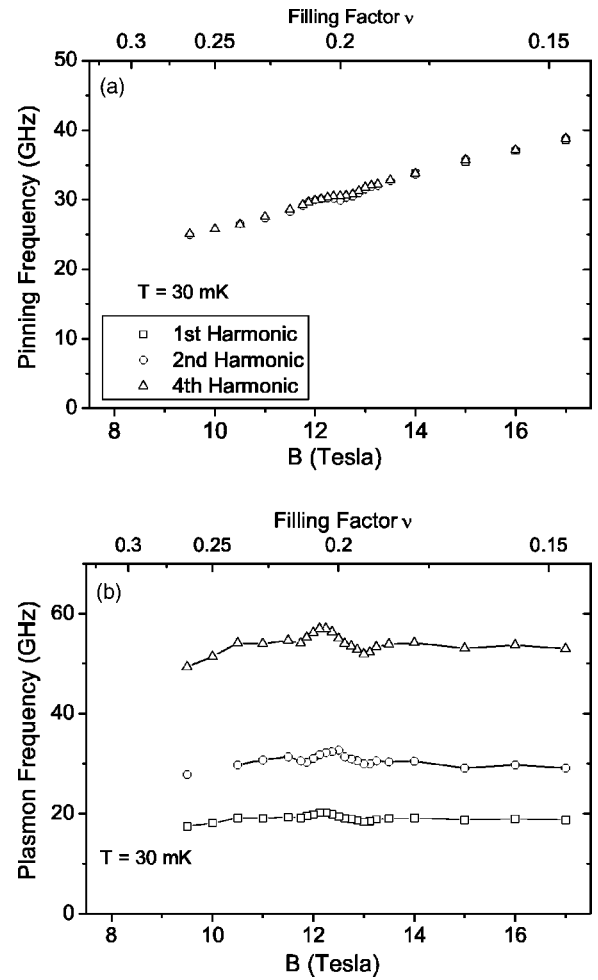 Filling Factor ν
0.3 0.25 0.2 0.15
(a)
50
40
30
20
10
0
Pinning Frequency (GHz)
T = 30 mK
1st Harmonic
2nd Harmonic
4th Harmonic
8 10 12 14 16
B (Tesla)
Filling Factor ν
0.3 0.25 0.2 0.15
(b)
60
40
20
0
Plasmon Frequency (GHz)
T = 30 mK
8 10 12 14 16
B (Tesla)